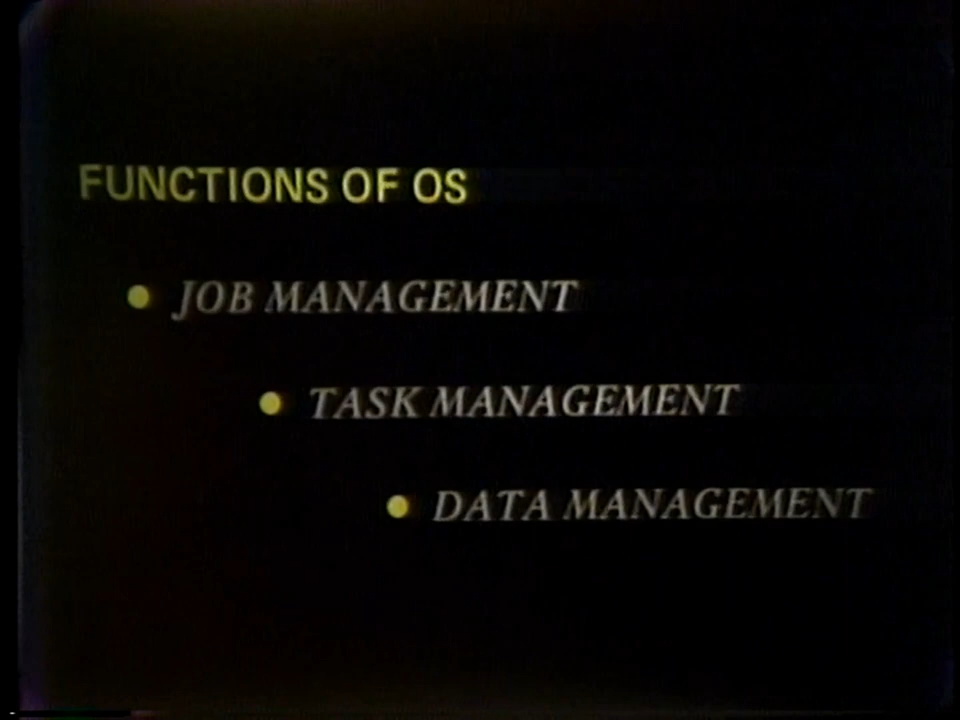 FUNCTIONS OF OS
• JOB MANAGEMENT
• TASK MANAGEMENT
• DATA MANAGEMENT